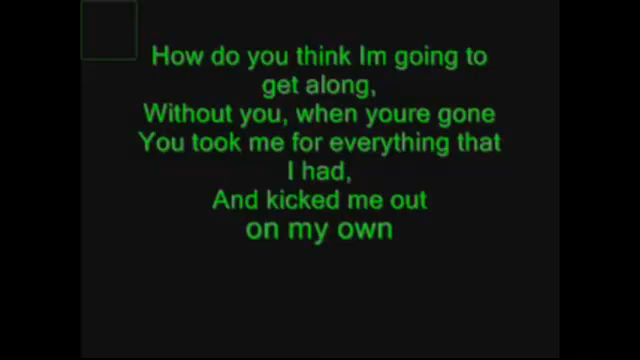 How do you think Im going to
get along,
Without you, when youre gone
You took me for everything that
I had,
And kicked me out
on my own